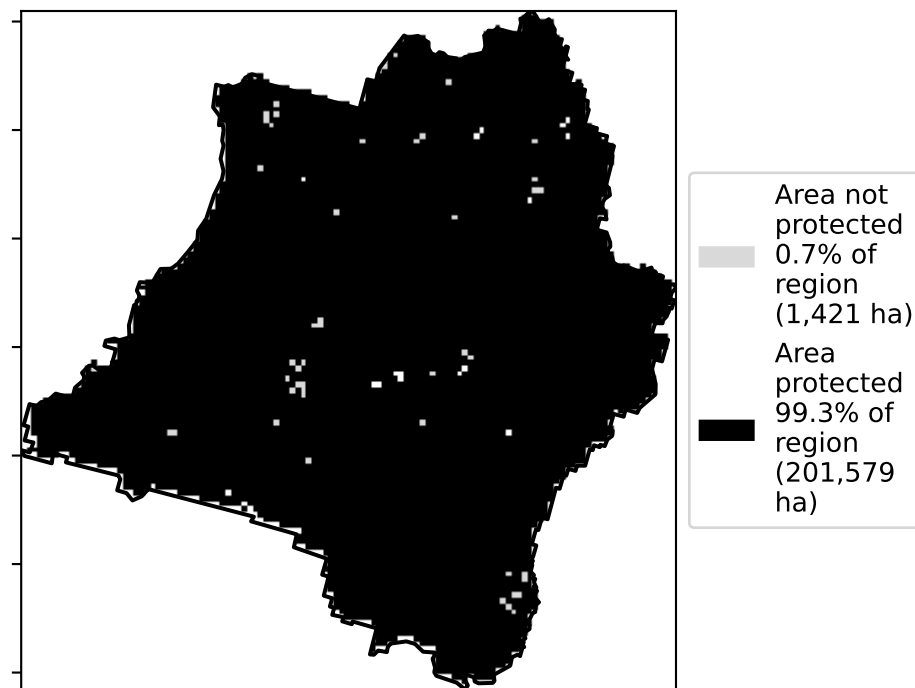 Area not
protected
0.7% of
region
(1,421 ha)
Area
protected
99.3% of
region
(201,579
ha)